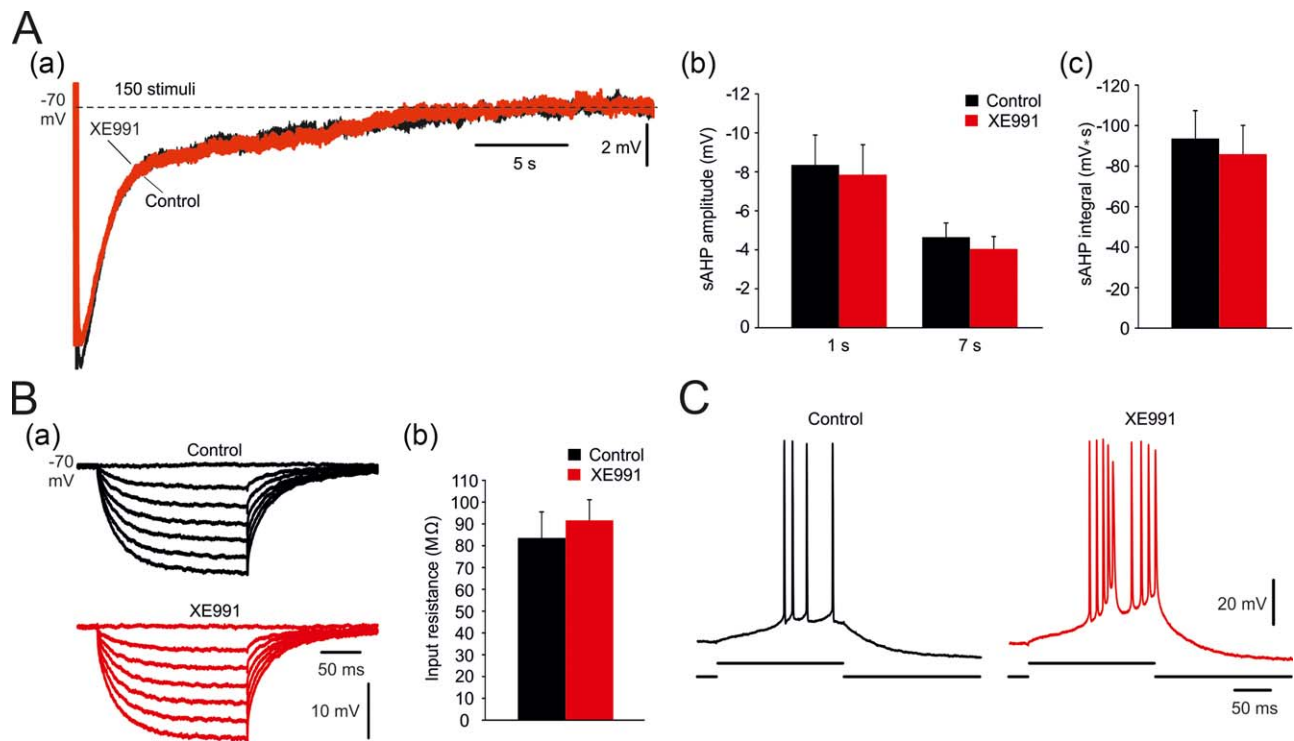 A
(a)
150 stimuli
-70
mV
XE991
Control
5 s
2 mV
(b)
Control
XE991
sAHP amplitude (mV)
-12
-10
-8
-6
-4
-2
0
1 s
7 s
(c)
sAHP integral (mV*s)
-120
-100
-80
-60
-40
-20
0
B
(a)
Control
-70
mV
XE991
50 ms
10 mV
(b)
Control
XE991
Input resistance (MΩ)
110
100
90
80
70
60
50
40
30
20
10
0
C
Control
XE991
20 mV
50 ms